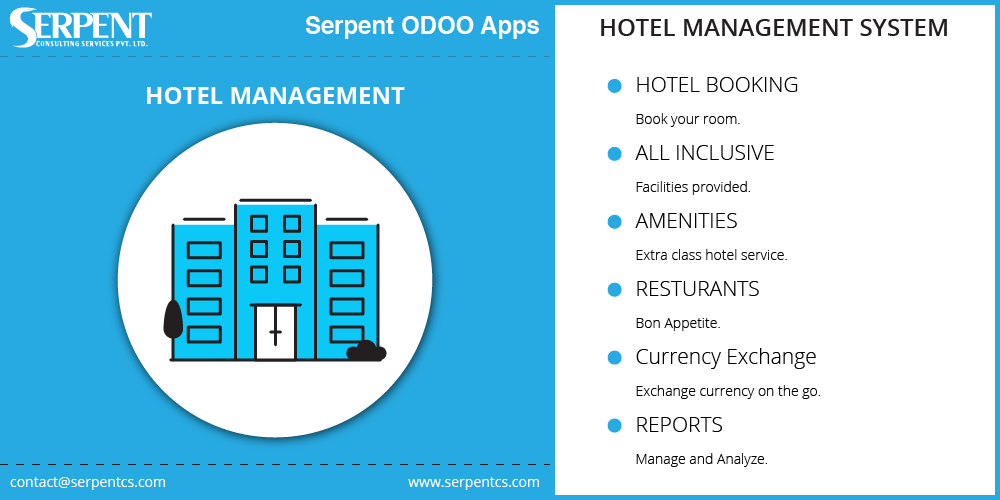 SERPENT
CONSULTING SERVICES PVT. LTD.
Serpent ODOO Apps
HOTEL MANAGEMENT
contact@serpentcs.com
www.serpentcs.com
HOTEL MANAGEMENT SYSTEM
HOTEL BOOKING
Book your room.
ALL INCLUSIVE
Facilities provided.
AMENITIES
Extra class hotel service.
RESTURANTS
Bon Appetite.
Currency Exchange
Exchange currency on the go.
REPORTS
Manage and Analyze.